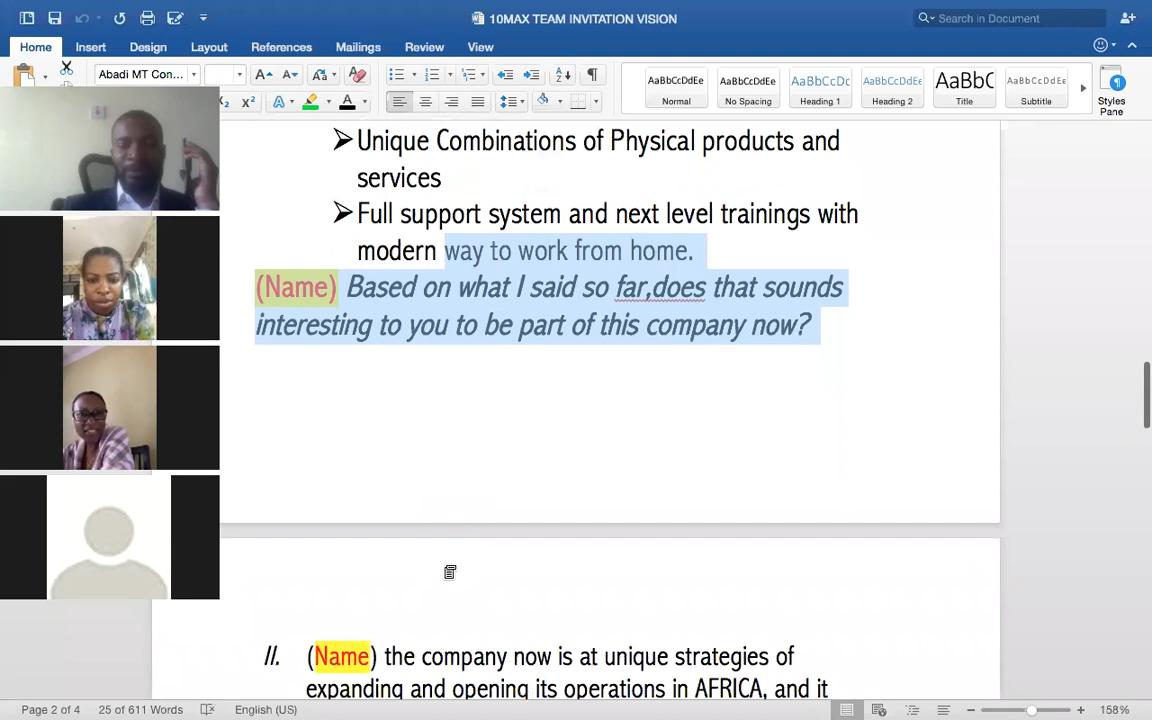 10MAX TEAM INVITATION VISION
Search in Document
Home Insert Design Layout References Mailings Review View
Abadi MT Con...
AaBbCcDdEe AaBbCcDdEe AaBbCcDc AaBbCcDdEe AaBbC AaBbCcDdEe
Normal No Spacing Heading 1 Heading 2 Title Subtitle
Styles
Pane
➢Unique Combinations of Physical products and
services
➢Full support system and next level trainings with
modern way to work from home.
(Name) Based on what I said so far,does that sounds
interesting to you to be part of this company now?
II. (Name) the company now is at unique strategies of
expanding and opening its operations in AFRICA, and it
Page 2 of 4 25 of 611 Words English (US) 158%